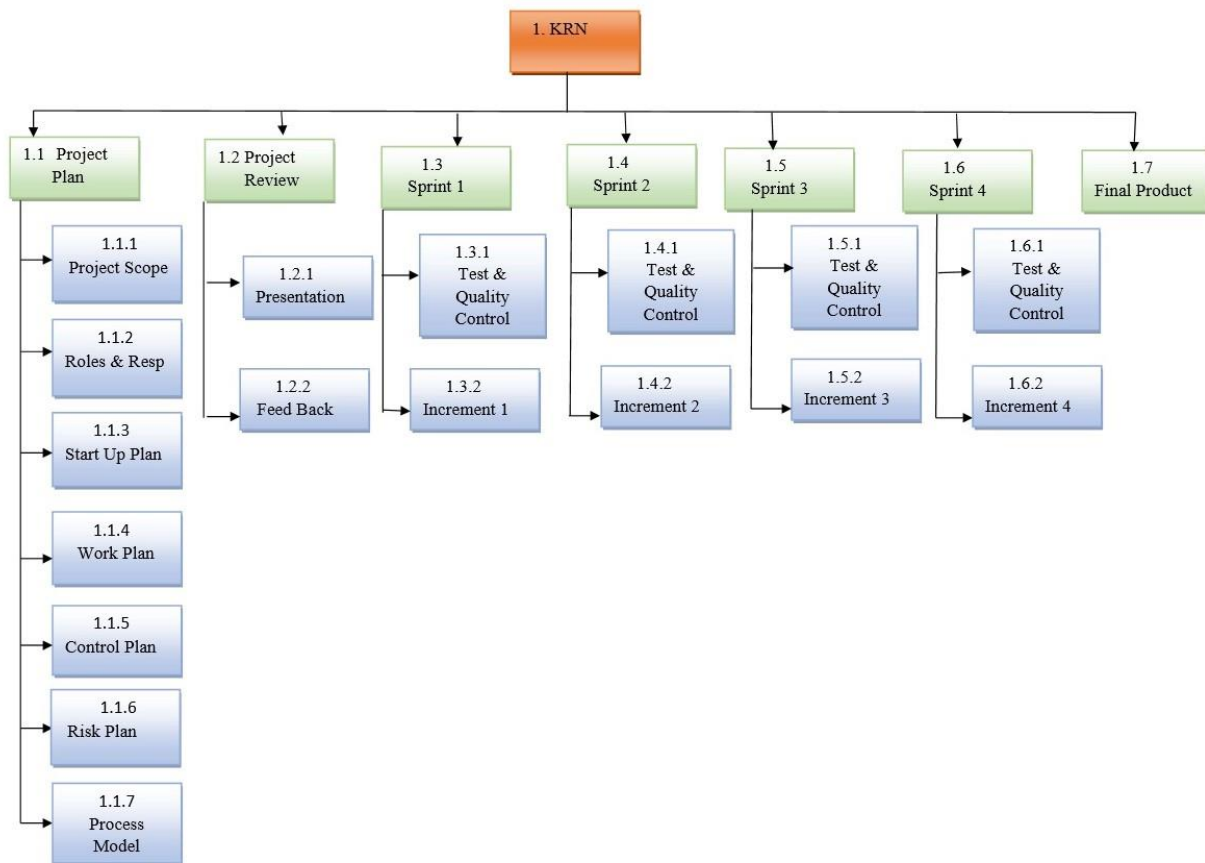 1. KRN
1.1 Project
Plan
1.2 Project
Review
1.3
Sprint 1
1.4
Sprint 2
1.5
Sprint 3
1.6
Sprint 4
1.7
Final Product
1.1.1
Project Scope
1.1.2
Roles & Resp
1.1.3
Start Up Plan
1.1.4
Work Plan
1.1.5
Control Plan
1.1.6
Risk Plan
1.1.7
Process
Model
1.2.1
Presentation
1.2.2
Feed Back
1.3.1
Test &
Quality
Control
1.3.2
Increment 1
1.4.1
Test &
Quality
Control
1.4.2
Increment 2
1.5.1
Test &
Quality
Control
1.5.2
Increment 3
1.6.1
Test &
Quality
Control
1.6.2
Increment 4